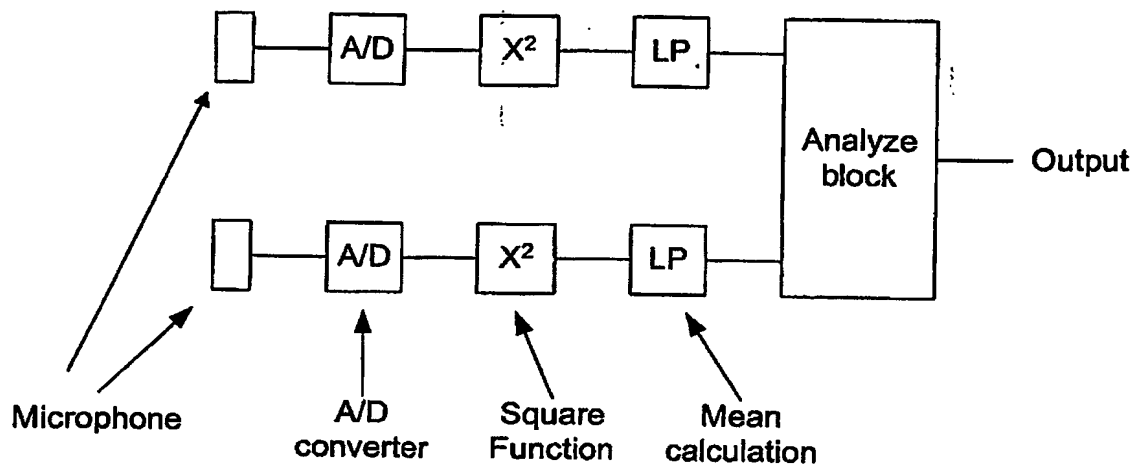 A/D
X²
LP
Analyze
block
Output
A/D
X²
LP
Microphone
A/D
converter
Square
Function
Mean
calculation